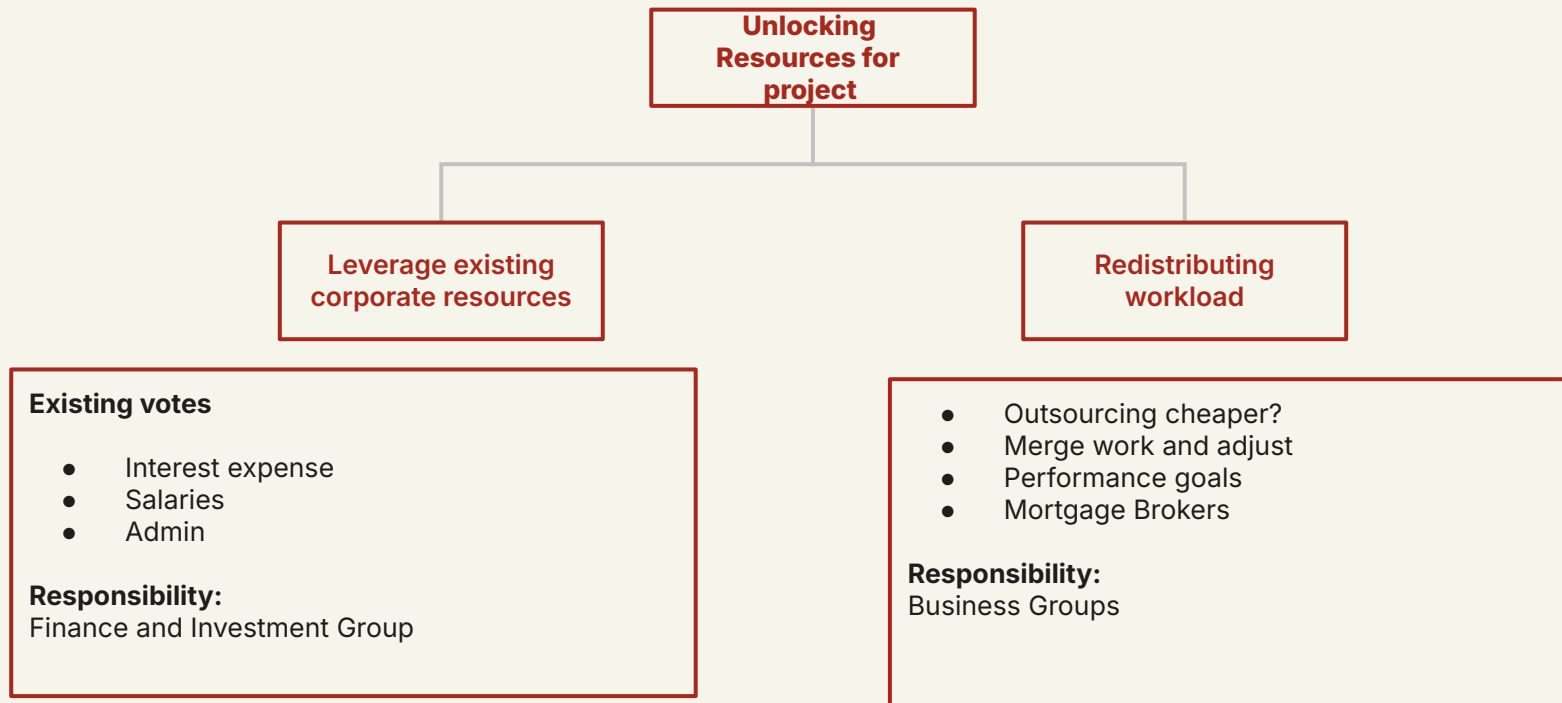 Unlocking
Resources for
project
Leverage existing
corporate resources
Redistributing
workload
Existing votes
● Interest expense
● Salaries
● Admin
Responsibility:
Finance and Investment Group
● Outsourcing cheaper?
● Merge work and adjust
● Performance goals
● Mortgage Brokers
Responsibility:
Business Groups